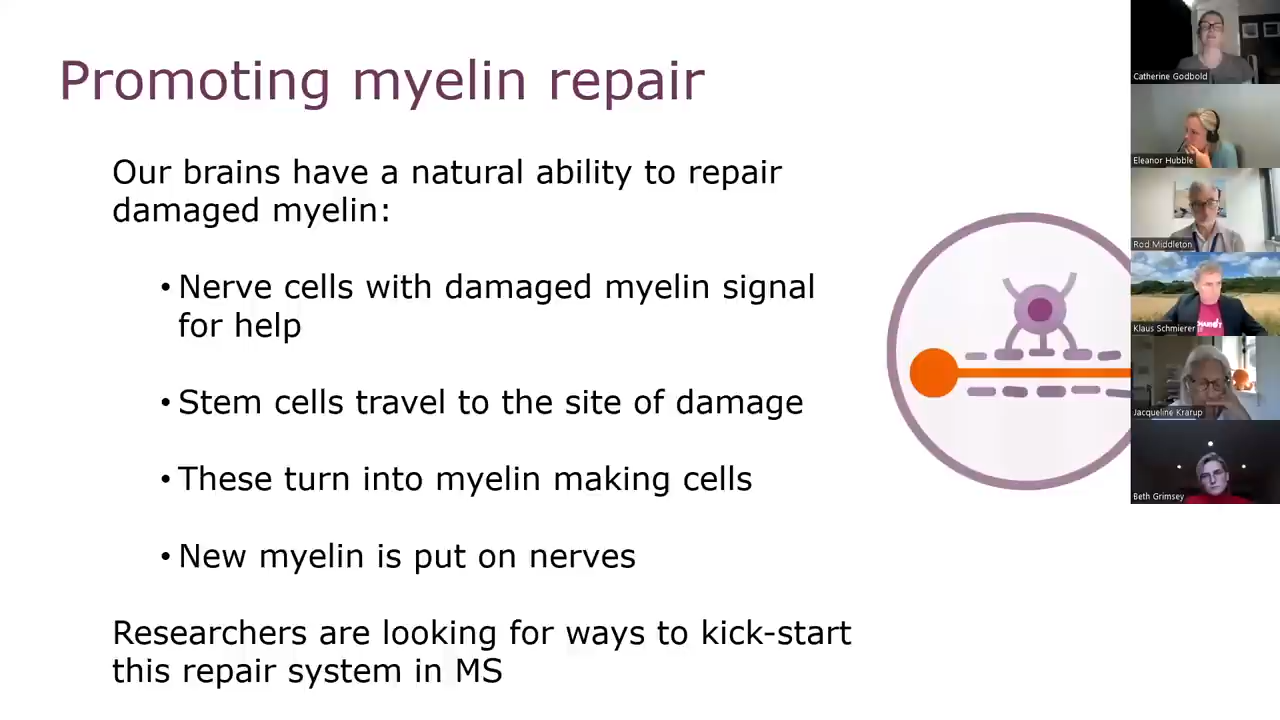 Promoting myelin repair
Our brains have a natural ability to repair
damaged myelin:
• Nerve cells with damaged myelin signal
for help
• Stem cells travel to the site of damage
• These turn into myelin making cells
• New myelin is put on nerves
Researchers are looking for ways to kick-start
this repair system in MS
Catherine Godbold
Eleanor Hubble
Rod Middleton
Klaus Schmierer
Jacqueline Krarup
Beth Grimsey